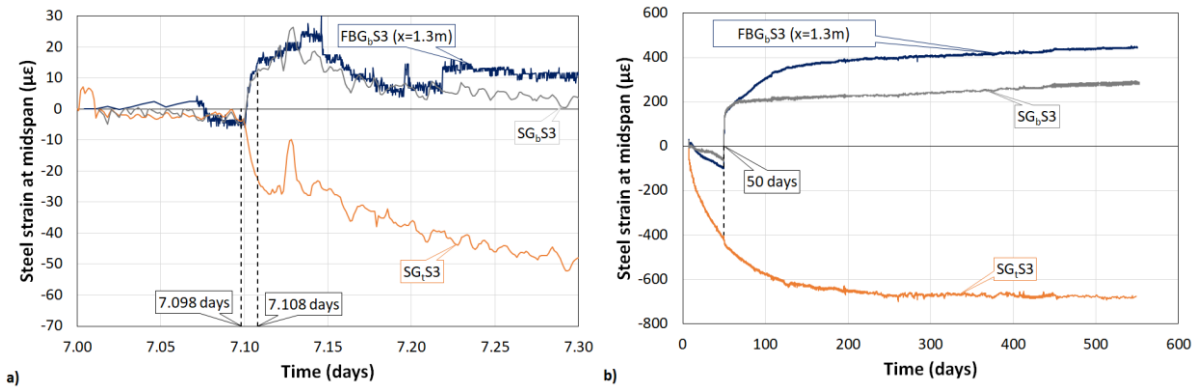 30
20
10
0
-10
-20
-30
-40
-50
-60
-70
7.00
7.05
7.10
7.15
7.20
7.25
7.30
Steel strain at midspan (με)
Time (days)
FBGbS3 (x=1.3m)
SGbS3
SGtS3
7.098 days
7.108 days
a)
600
400
200
0
-200
-400
-600
-800
0
100
200
300
400
500
600
Steel strain at midspan (με)
Time (days)
FBGbS3 (x=1.3m)
SGbS3
50 days
SGtS3
b)